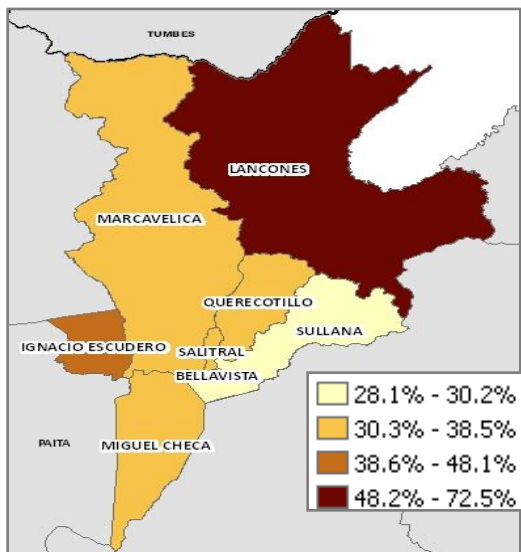 TUMBES
LANCONES
MARCAVELICA
QUERECOTILLO
SULLANA
IGNACIO ESCUDERO
SALITRAL
BELLAVISTA
MIGUEL CHECA
PAITA
28.1% - 30.2%
30.3% - 38.5%
38.6% - 48.1%
48.2% - 72.5%